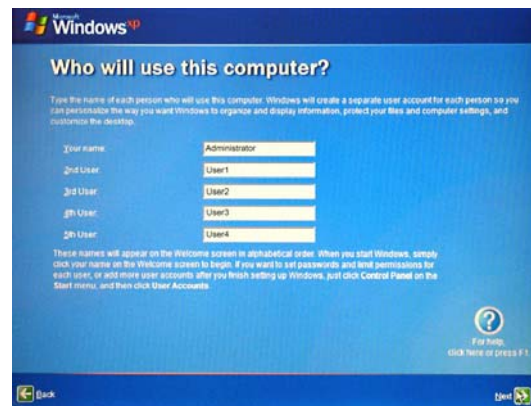 Microsoft
Windows xp
Who will use this computer?
Type the name of each person who will use this computer. Windows will create a separate user account for each person so you
can personalize the way you want Windows to organize and display information, protect your files and computer settings, and
customize the desktop.
Your name: Administrator
2nd User: User1
3rd User: User2
4th User: User3
5th User: User4
These names will appear on the Welcome screen in alphabetical order. When you start Windows, simply
click your name on the Welcome screen to begin. If you want to set passwords and limit permissions for
each user, or add more user accounts after you finish setting up Windows, just click Control Panel on the
Start menu, and then click User Accounts.
For help,
click here or press F1.
Back
Next